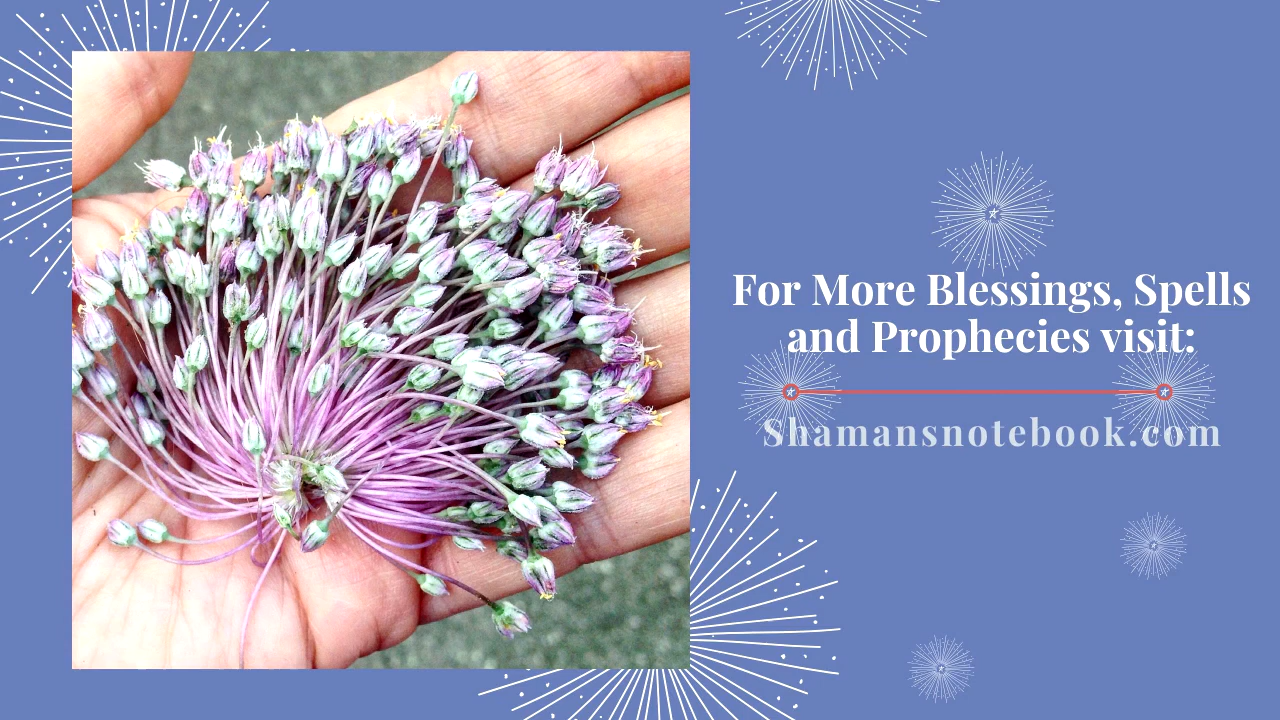 For More Blessings, Spells
and Prophecies visit:
Shamansnotebook.com